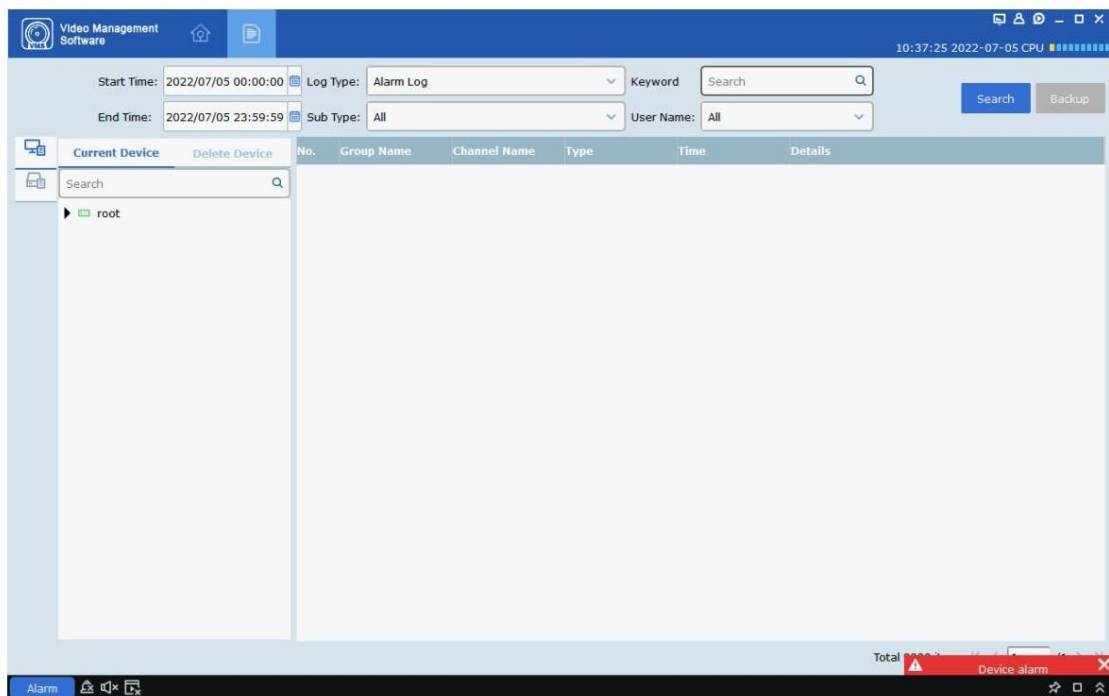 Video Management
Software
10:37:25 2022-07-05 CPU
Start Time: 2022/07/05 00:00:00 Log Type: Alarm Log Keyword Search
Search Backup
End Time: 2022/07/05 23:59:59 Sub Type: All User Name: All
Current Device Delete Device No. Group Name Channel Name Type Time Details
Search
root
Total
Device alarm
Alarm